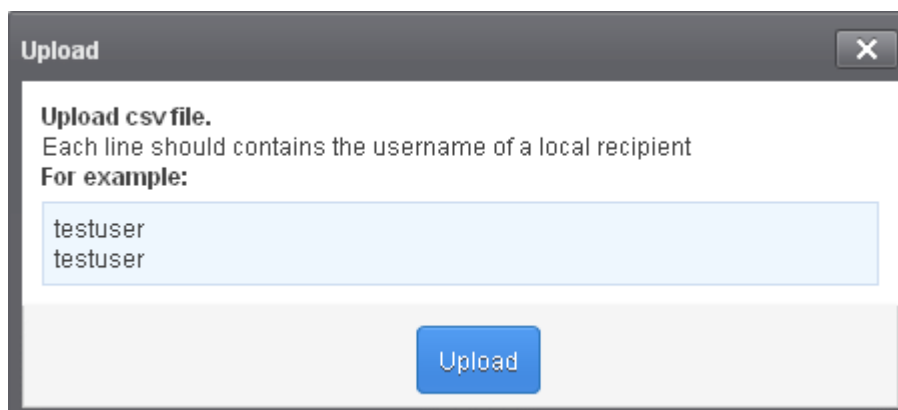 Upload
Upload csv file.
Each line should contains the username of a local recipient
For example:
testuser
testuser
Upload